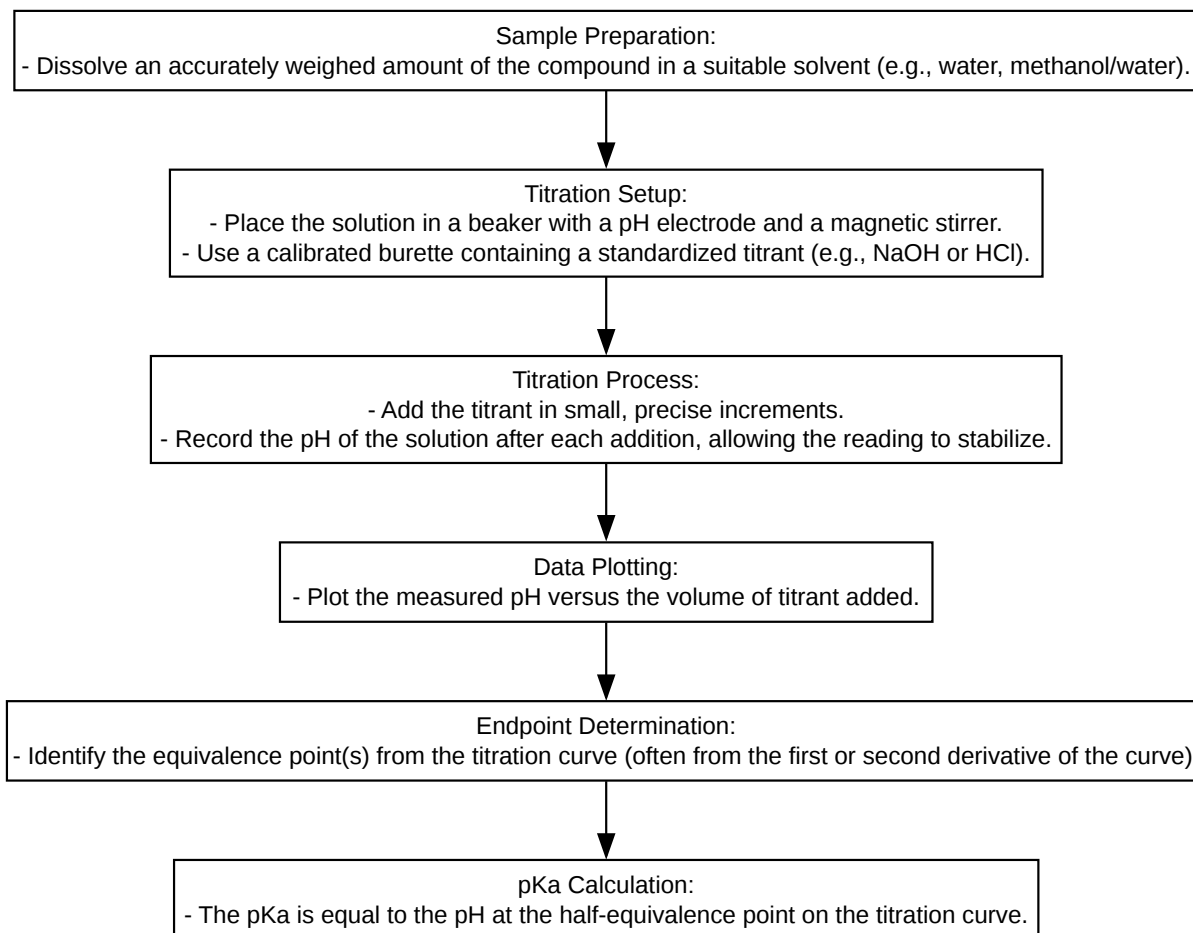 Sample Preparation:
- Dissolve an accurately weighed amount of the compound in a suitable solvent (e.g., water, methanol/water).
Titration Setup:
- Place the solution in a beaker with a pH electrode and a magnetic stirrer.
- Use a calibrated burette containing a standardized titrant (e.g., NaOH or HCl).
Titration Process:
- Add the titrant in small, precise increments.
- Record the pH of the solution after each addition, allowing the reading to stabilize.
Data Plotting:
- Plot the measured pH versus the volume of titrant added.
Endpoint Determination:
- Identify the equivalence point(s) from the titration curve (often from the first or second derivative of the curve)
pKa Calculation:
- The pKa is equal to the pH at the half-equivalence point on the titration curve.